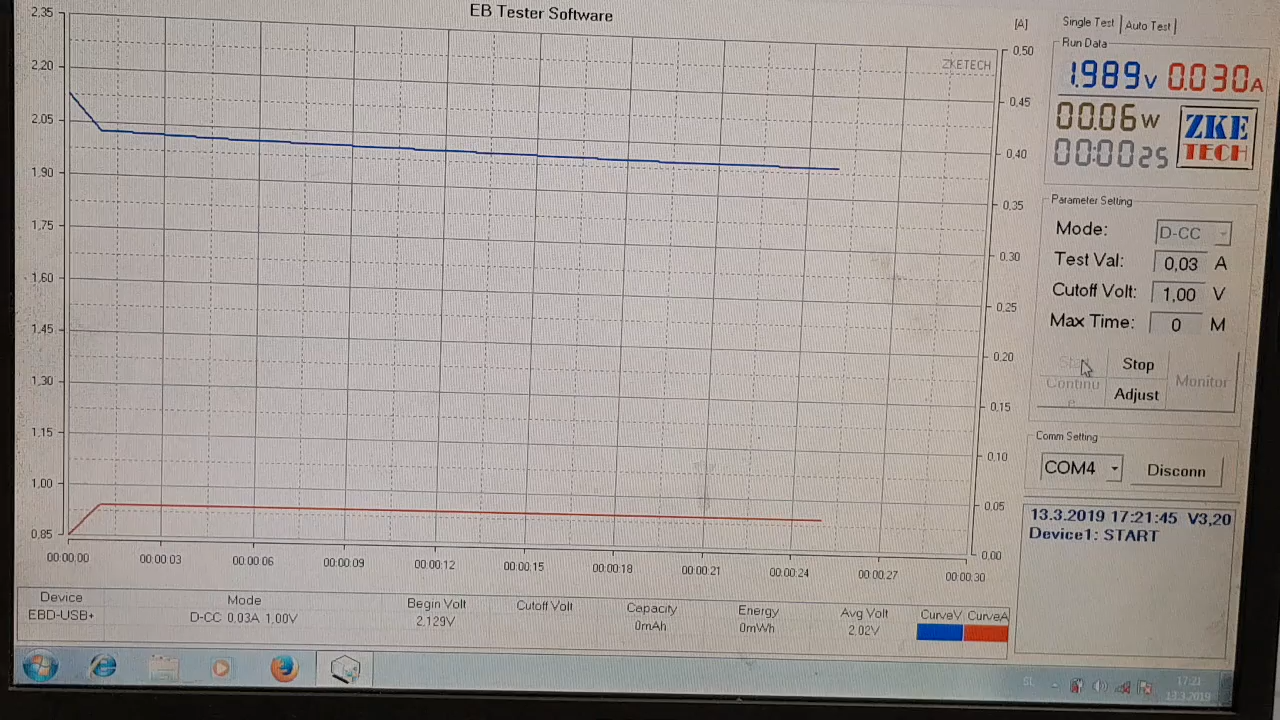 EB Tester Software
[A]
2,35
2,20
2,05
1,90
1,75
1,60
1,45
1,30
1,15
1,00
0,85
0,50
0,45
0,40
0,35
0,30
0,25
0,20
0,15
0,10
0,05
0,00
ZKETECH
00:00:00 00:00:03 00:00:06 00:00:09 00:00:12 00:00:15 00:00:18 00:00:21 00:00:24 00:00:27 00:00:30
Device Mode Begin Volt Cutoff Volt Capacity Energy Avg Volt CurveV CurveA
EBD-USB+ D-CC 0,03A 1,00V 2,129V 0mAh 0mWh 2,02V
Single Test Auto Test
Run Data
1.989V 0.030A
00.06W
00:00:25
ZKE
TECH
Parameter Setting
Mode: D-CC
Test Val: 0,03 A
Cutoff Volt: 1,00 V
Max Time: 0 M
Stop
Continu
e
Adjust
Monitor
Comm Setting
COM4 Disconn
13.3.2019 17:21:45 V3,20
Device1: START
SL
17:21
13.3.2019